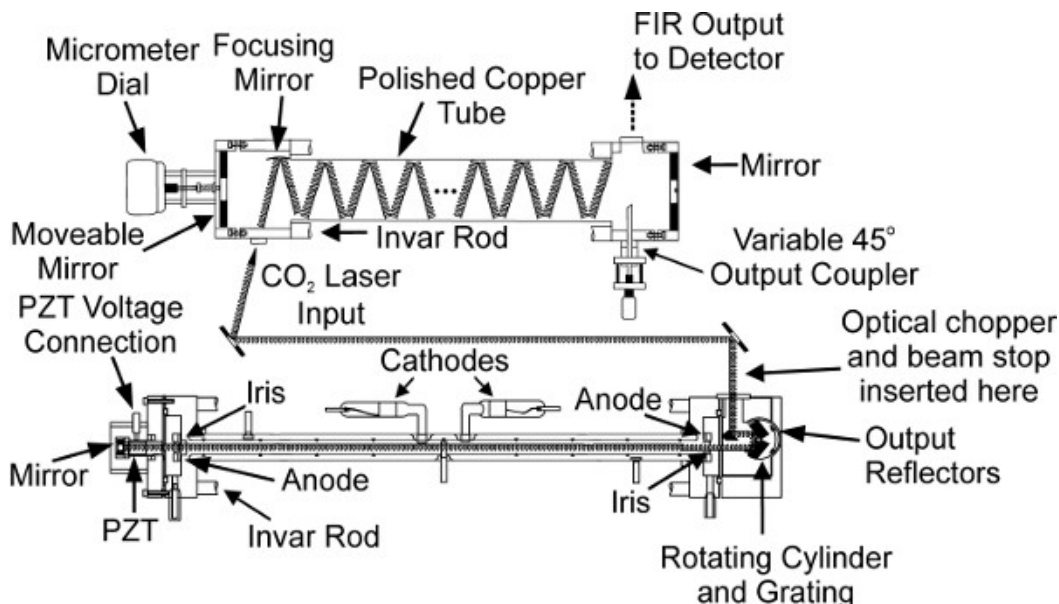 Micrometer
Dial
Focusing
Mirror
Polished Copper
Tube
FIR Output
to Detector
Mirror
Moveable
Mirror
Invar Rod
Variable 45°
Output Coupler
CO₂ Laser
Input
PZT Voltage
Connection
Optical chopper
and beam stop
inserted here
Cathodes
Iris
Anode
Output
Reflectors
Mirror
Anode
Iris
PZT
Invar Rod
Rotating Cylinder
and Grating